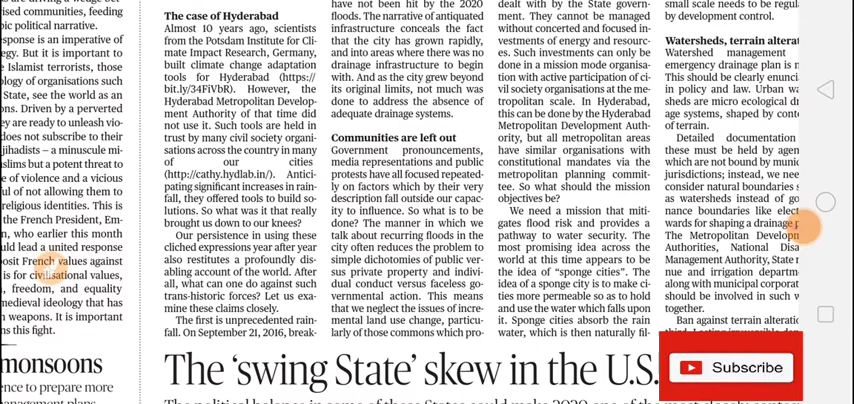 ised communities, feeding
pic political narrative.
sponse is an imperative of
egy. But it is important to
e Islamist terrorists, those
ology of organisations such
State, see the world as an
ons. Driven by a perverted
ey are ready to unleash vio-
does not subscribe to their
jihadists – a minuscule mi-
slims but a potent threat to
e of violence and a vicious
ful of not allowing them to
religious identities. This is
the French President, Em-
n, who earlier this month
uld lead a united response
posit French values against
is for civilisational values,
, freedom, and equality
medieval ideology that has
n weapons. It is important
ns this fight.
monsoons
ence to prepare more
The case of Hyderabad
Almost 10 years ago, scientists
from the Potsdam Institute for Cli-
mate Impact Research, Germany,
built climate change adaptation
tools for Hyderabad (https://
bit.ly/34FiVbR). However, the
Hyderabad Metropolitan Develop-
ment Authority of that time did
not use it. Such tools are held in
trust by many civil society organi-
sations across the country in many
of our cities
(http://cathy.hydlab.in/). Antici-
pating significant increases in rain-
fall, they offered tools to build so-
lutions. So what was it that really
brought us down to our knees?
Our persistence in using these
cliched expressions year after year
also restitutes a profoundly dis-
abling account of the world. After
all, what can one do against such
trans-historic forces? Let us exa-
mine these claims closely.
The first is unprecedented rain-
fall. On September 21, 2016, break-
have not been hit by the 2020
floods. The narrative of antiquated
infrastructure conceals the fact
that the city has grown rapidly,
and into areas where there was no
drainage infrastructure to begin
with. And as the city grew beyond
its original limits, not much was
done to address the absence of
adequate drainage systems.
Communities are left out
Government pronouncements,
media representations and public
protests have all focused repeated-
ly on factors which by their very
description fall outside our capac-
ity to influence. So what is to be
done? The manner in which we
talk about recurring floods in the
city often reduces the problem to
simple dichotomies of public ver-
sus private property and indivi-
dual conduct versus faceless go-
vernmental action. This means
that we neglect the issues of incre-
mental land use change, particu-
larly of those commons which pro-
dealt with by the State govern-
ment. They cannot be managed
without concerted and focused in-
vestments of energy and resourc-
es. Such investments can only be
done in a mission mode organisa-
tion with active participation of ci-
vil society organisations at the me-
tropolitan scale. In Hyderabad,
this can be done by the Hyderabad
Metropolitan Development Auth-
ority, but all metropolitan areas
have similar organisations with
constitutional mandates via the
metropolitan planning commit-
tee. So what should the mission
objectives be?
We need a mission that miti-
gates flood risk and provides a
pathway to water security. The
most promising idea across the
world at this time appears to be
the idea of “sponge cities”. The
idea of a sponge city is to make ci-
ties more permeable so as to hold
and use the water which falls upon
it. Sponge cities absorb the rain
water, which is then naturally fil-
small scale needs to be regul
by development control.
Watersheds, terrain alterat
Watershed management
emergency drainage plan is n
This should be clearly enunci
in policy and law. Urban wa
sheds are micro ecological dr
age systems, shaped by conto
of terrain.
Detailed documentation
these must be held by agen
which are not bound by munic
jurisdictions; instead, we nee
consider natural boundaries s
as watersheds instead of go
nance boundaries like elect
wards for shaping a drainage p
The Metropolitan Developm
Authorities, National Disa
Management Authority, State r
nue and irrigation departm
along with municipal corporat
should be involved in such w
together.
Ban against terrain alteratic
The ‘swing State’ skew in the U.S.
Subscribe